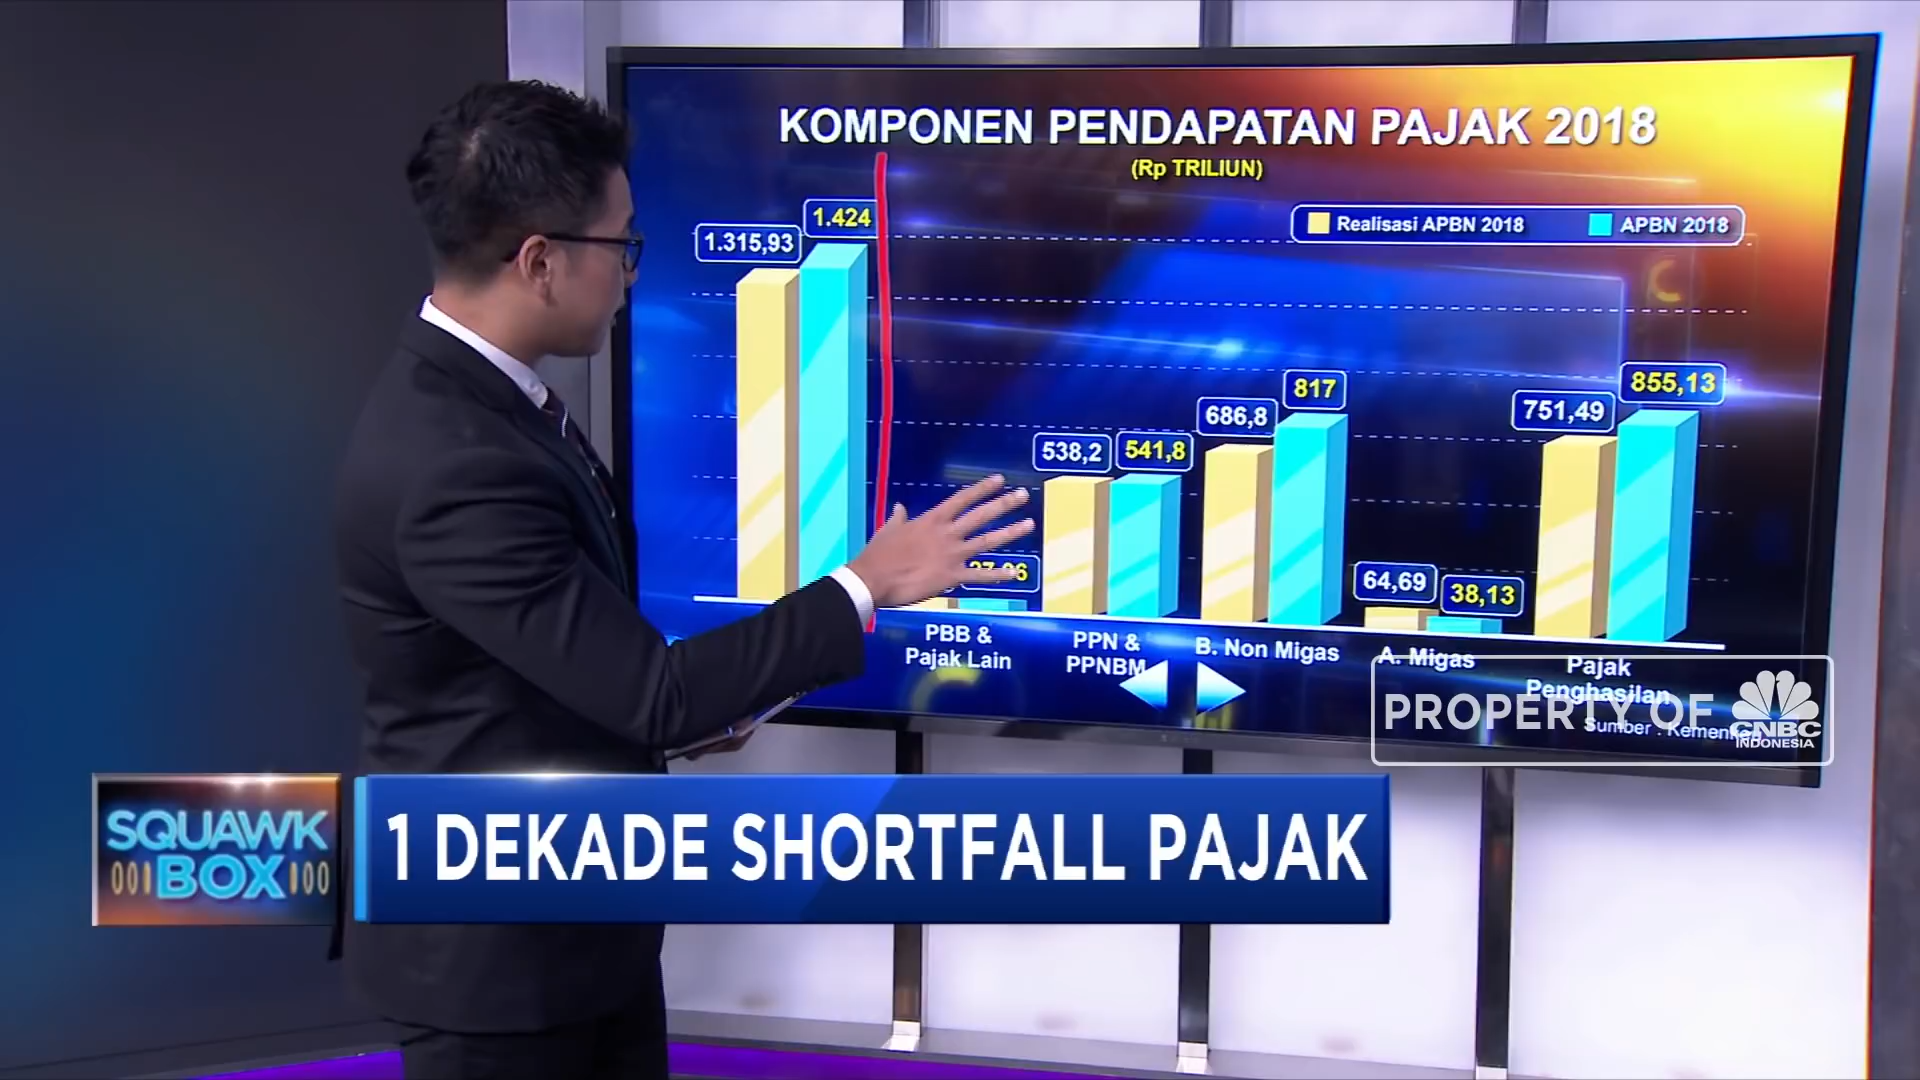 KOMPONEN PENDAPATAN PAJAK 2018
(Rp TRILIUN)
Realisasi APBN 2018
APBN 2018
1.315,93
1.424
538,2
541,8
686,8
817
64,69
38,13
751,49
855,13
PBB &
Pajak Lain
PPN &
PPNBM
B. Non Migas
A. Migas
Pajak
Penghasilan
Sumber :
PROPERTY OF
CNBC
INDONESIA
SQUAWK
BOX
1 DEKADE SHORTFALL PAJAK